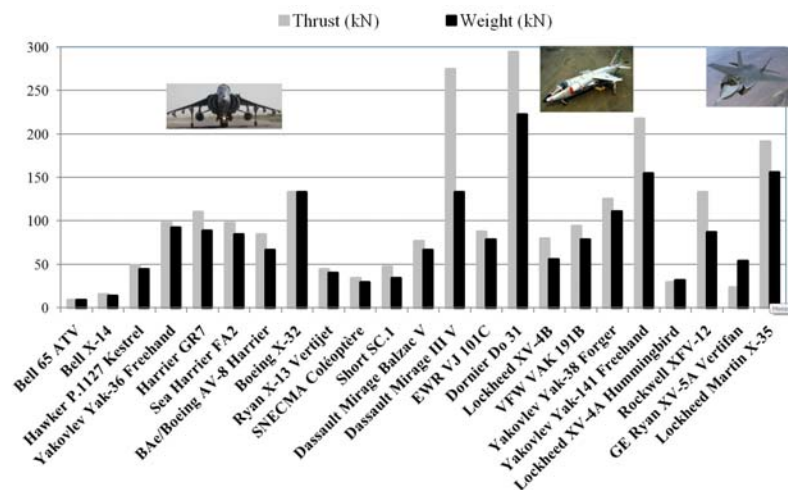 Thrust (kN) Weight (kN)
300
250
200
150
100
50
0
Bell 65 ATV
Bell X-14
Hawker P.1127 Kestrel
Yakovlev Yak-36 Freehand
Harrier GR7
Sea Harrier FA2
BAe/Boeing AV-8 Harrier
Boeing X-32
Ryan X-13 Vertijet
SNECMA Coléoptère
Short SC.1
Dassault Mirage Balzac V
Dassault Mirage III V
EWR VJ 101C
Dornier Do 31
Lockheed XV-4B
VFW VAK 191B
Yakovlev Yak-38 Forger
Yakovlev Yak-141 Freehand
Lockheed XV-4A Hummingbird
Rockwell XFV-12
GE Ryan XV-5A Vertifan
Lockheed Martin X-35